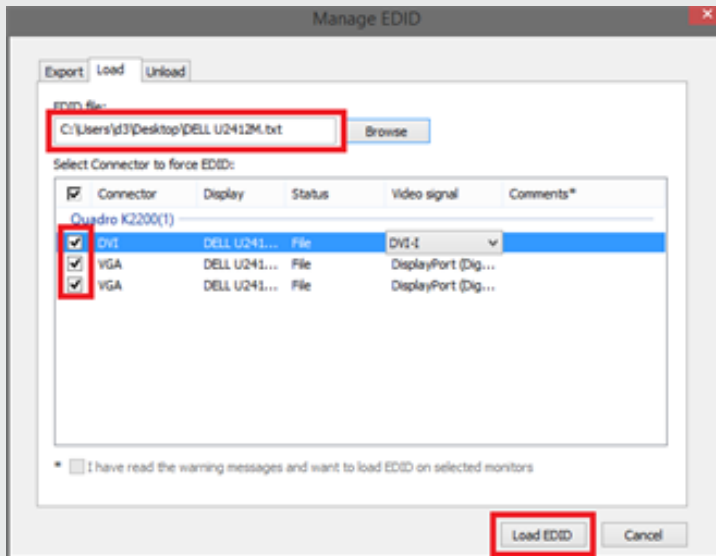 Manage EDID
Export Load Unload
EDID file:
C:\Users\d3\Desktop\DELL U2412M.txt Browse
Select Connector to force EDID:
Connector Display Status Video signal Comments*
Quadro K2200(1)
DVI DELL U241... File DVI-I
VGA DELL U241... File DisplayPort (Dig...
VGA DELL U241... File DisplayPort (Dig...
* I have read the warning messages and want to load EDID on selected monitors
Load EDID Cancel